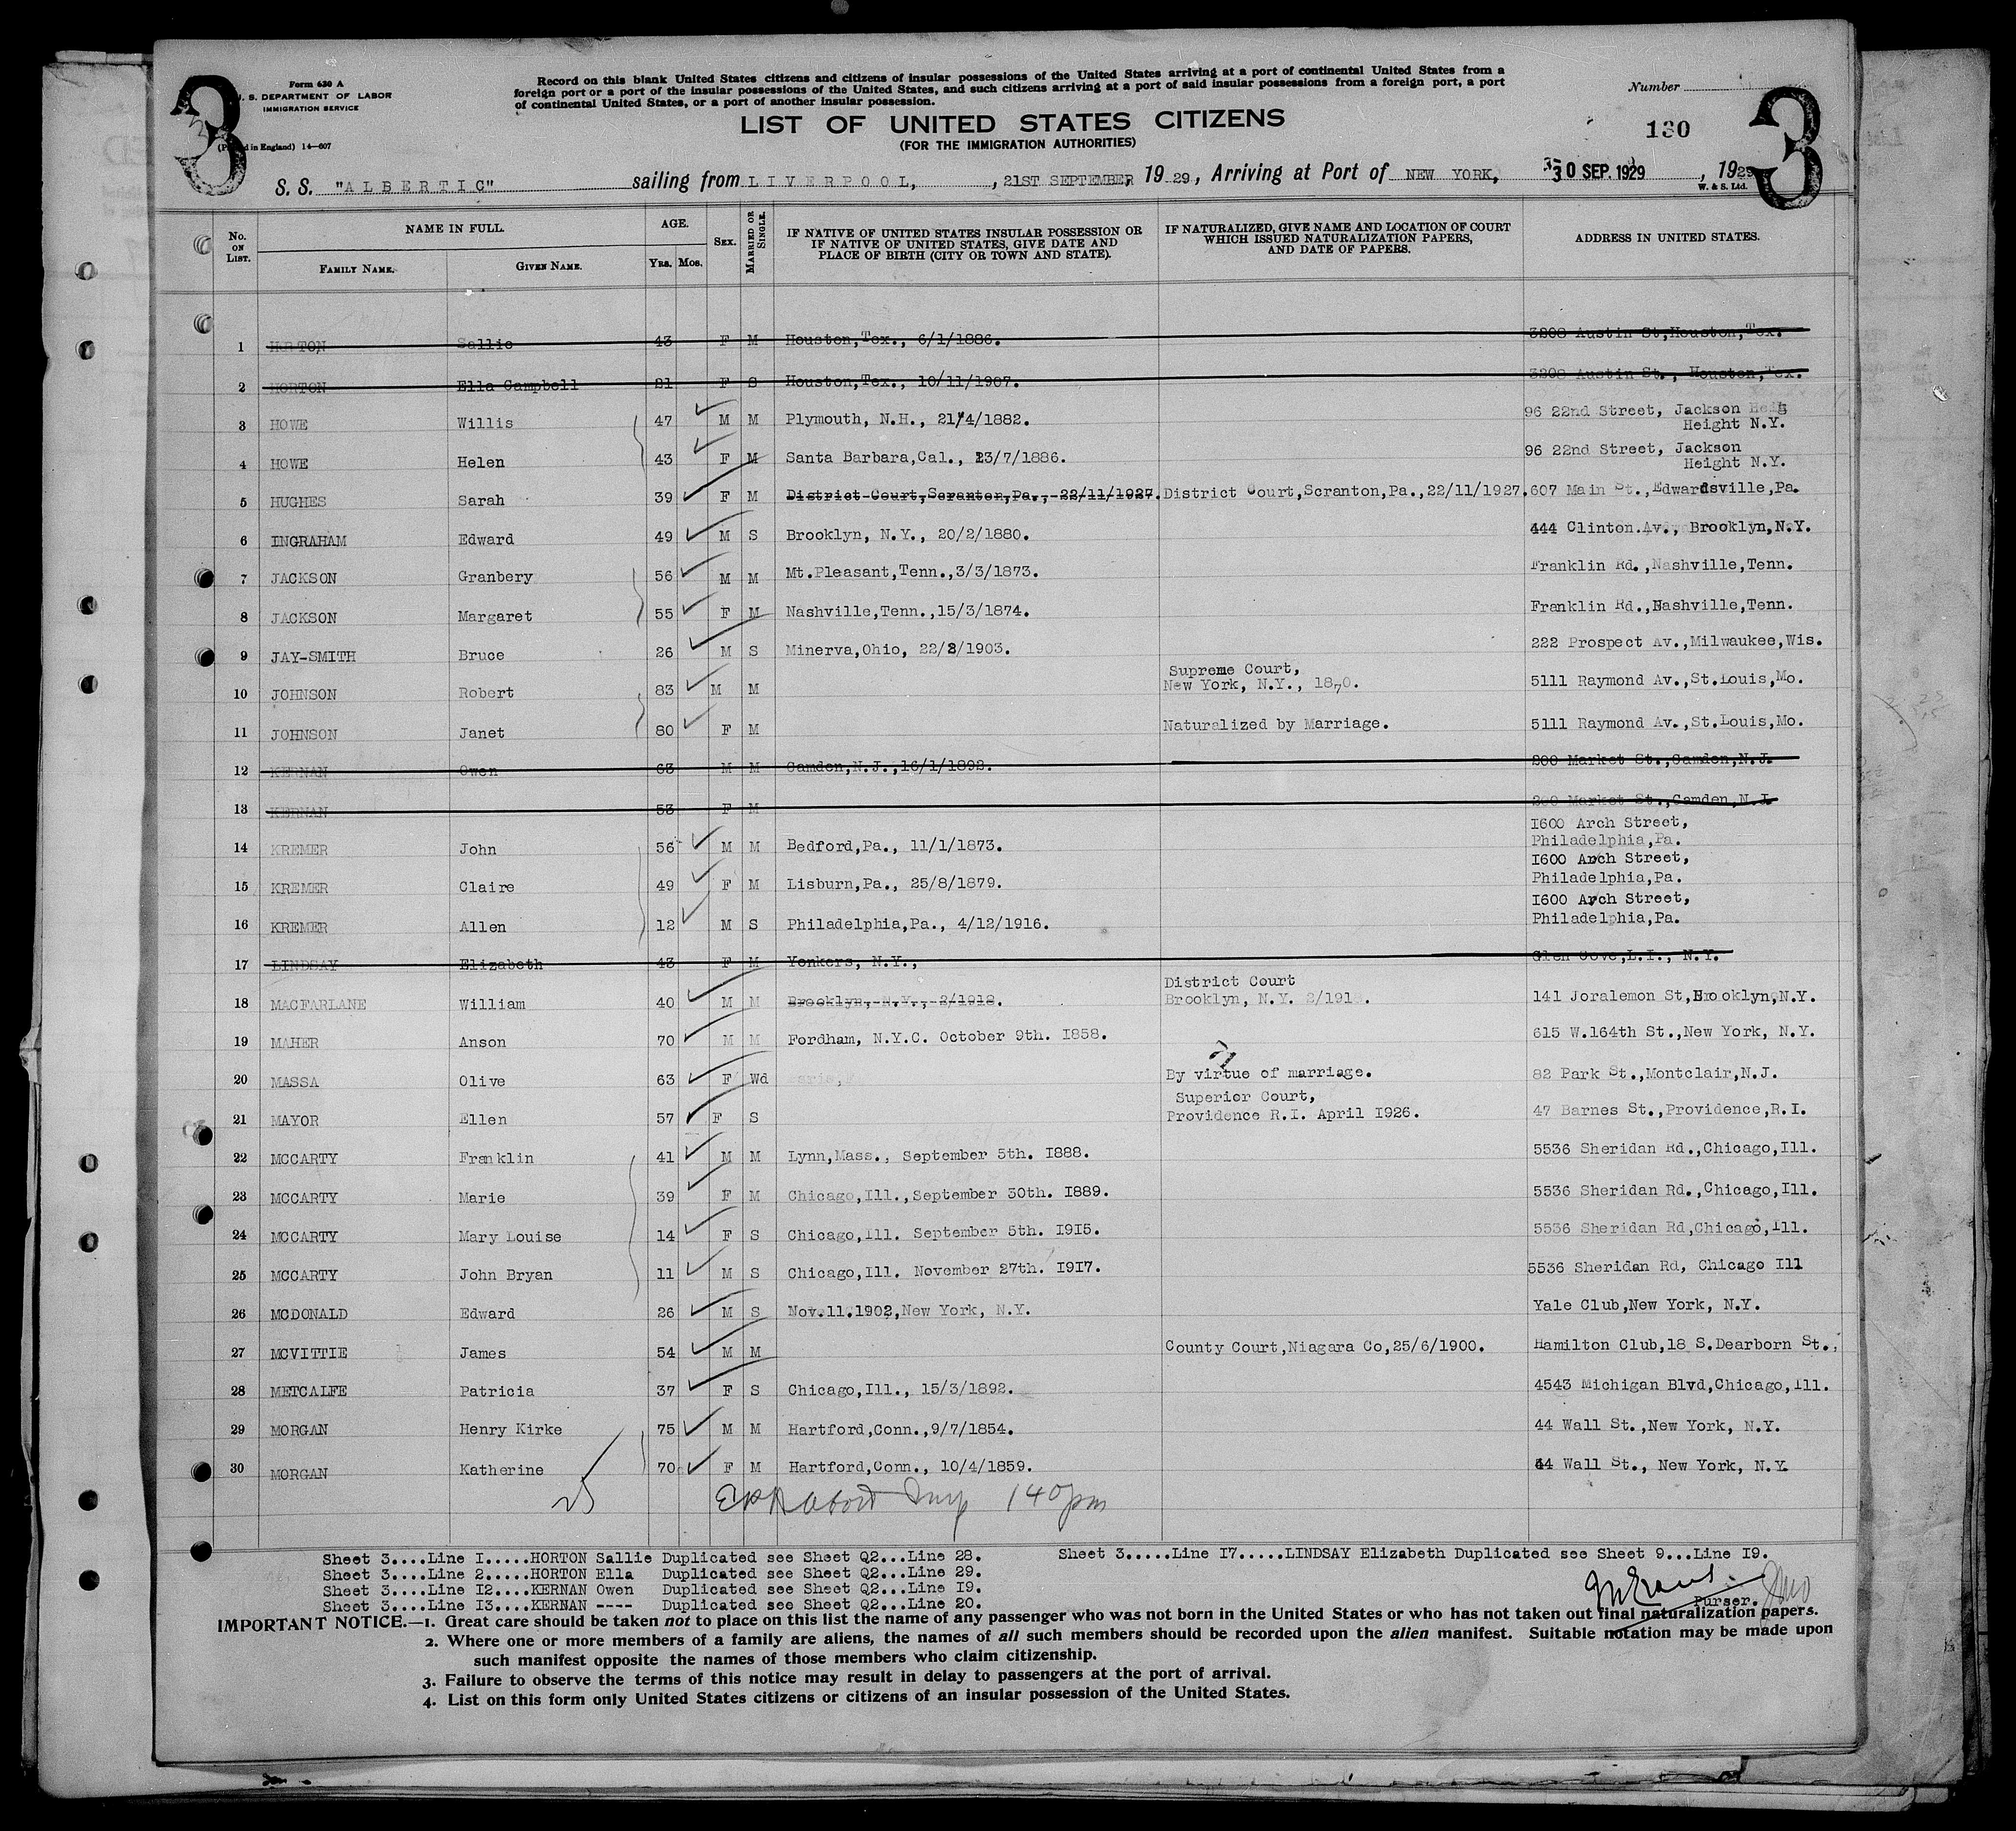 3
3
Form 630 A
U. S. DEPARTMENT OF LABOR
IMMIGRATION SERVICE
(Printed in England) 14—607
Record on this blank United States citizens and citizens of insular possessions of the United States arriving at a port of continental United States from a
foreign port or a port of the insular possessions of the United States, and such citizens arriving at a port of said insular possessions from a foreign port, a port
of continental United States, or a port of another insular possession.
LIST OF UNITED STATES CITIZENS
(FOR THE IMMIGRATION AUTHORITIES)
Number
130
S. S. "ALBERTIC" sailing from LIVERPOOL, , 21ST SEPTEMBER, 19 29, Arriving at Port of NEW YORK, 30 SEP. 1929, 1929
W. & S. Ltd.
No. ON LIST. NAME IN FULL. FAMILY NAME. GIVEN NAME. AGE. YRS. MOS. SEX. MARRIED OR SINGLE. IF NATIVE OF UNITED STATES INSULAR POSSESSION OR IF NATIVE OF UNITED STATES, GIVE DATE AND PLACE OF BIRTH (CITY OR TOWN AND STATE). IF NATURALIZED, GIVE NAME AND LOCATION OF COURT WHICH ISSUED NATURALIZATION PAPERS, AND DATE OF PAPERS. ADDRESS IN UNITED STATES.
1 HORTON Sallie 43 F M Houston,Tex., 6/1/1886. 3208 Austin St,Houston,Tex.
2 HORTON Ella Campbell 21 F S Houston,Tex., 10/11/1907. 3208 Austin St., Houston,Tex.
3 HOWE Willis 47 M M Plymouth, N.H., 21/4/1882. 96 22nd Street, Jackson Heig
Height N.Y.
4 HOWE Helen 43 F M Santa Barbara,Cal., 13/7/1886. 96 22nd Street, Jackson
Height N.Y.
5 HUGHES Sarah 39 F M District Court,Scranton,Pa., 22/11/1927. District Court,Scranton,Pa.,22/11/1927. 607 Main St.,Edwardsville,Pa.
6 INGRAHAM Edward 49 M S Brooklyn, N.Y., 20/2/1880. 444 Clinton.Av., Brooklyn,N.Y.
7 JACKSON Granbery 56 M M Mt.Pleasant,Tenn.,3/3/1873. Franklin Rd.,Nashville,Tenn.
8 JACKSON Margaret 55 F M Nashville,Tenn.,15/3/1874. Franklin Rd.,Nashville,Tenn.
9 JAY-SMITH Bruce 26 M S Minerva,Ohio, 22/2/1903. 222 Prospect Av.,Milwaukee,Wis.
10 JOHNSON Robert 83 M M Supreme Court,
New York, N.Y., 1870. 5111 Raymond Av.,St.Louis,Mo.
11 JOHNSON Janet 80 F M Naturalized by Marriage. 5111 Raymond Av.,St.Louis,Mo.
12 KERNAN Owen 63 M M Camden,N.J.,16/1/1892. 200 Market St.,Camden,N.J.
13 KERNAN 53 F M 200 Market St.,Camden,N.J.
14 KREMER John 56 M M Bedford,Pa., 11/1/1873. 1600 Arch Street,
Philadelphia,Pa.
15 KREMER Claire 49 F M Lisburn,Pa., 25/8/1879. 1600 Arch Street,
Philadelphia,Pa.
16 KREMER Allen 12 M S Philadelphia,Pa., 4/12/1916. 1600 Arch Street,
Philadelphia,Pa.
17 LINDSAY Elizabeth 43 F M Yonkers, N.Y., Glen Cove,L.I., N.Y.
18 MACFARLANE William 40 M M Brooklyn, N.Y., 2/1912. District Court
Brooklyn, N.Y. 2/191 141 Joralemon St,Brooklyn,N.Y.
19 MAHER Anson 70 M M Fordham, N.Y.C. October 9th. 1858. 615 W.164th St.,New York, N.Y.
20 MASSA Olive 63 F Wd By virtue of marriage. 82 Park St.,Montclair,N.J.
21 MAYOR Ellen 57 F S Superior Court,
Providence R.I. April 1926. 47 Barnes St.,Providence,R.I.
22 MCCARTY Franklin 41 M M Lynn,Mass., September 5th. 1888. 5536 Sheridan Rd.,Chicago,Ill.
23 MCCARTY Marie 39 F M Chicago,Ill.,September 30th. 1889. 5536 Sheridan Rd.,Chicago,Ill.
24 MCCARTY Mary Louise 14 F S Chicago,Ill. September 5th. 1915. 5536 Sheridan Rd,Chicago,Ill.
25 MCCARTY John Bryan 11 M S Chicago,Ill. November 27th. 1917. 5536 Sheridan Rd, Chicago Ill
26 MCDONALD Edward 26 M S Nov.11.1902,New York, N.Y. Yale Club,New York, N.Y.
27 MCVITTIE James 54 M M County Court,Niagara Co,25/6/1900. Hamilton Club,18 S.Dearborn St.,
28 METCALFE Patricia 37 F S Chicago,Ill., 15/3/1892. 4543 Michigan Blvd,Chicago,Ill.
29 MORGAN Henry Kirke 75 M M Hartford,Conn.,9/7/1854. 44 Wall St.,New York, N.Y.
30 MORGAN Katherine 70 F M Hartford,Conn., 10/4/1859. 44 Wall St., New York, N.Y.
25 140 pm
Sheet 3....Line 1.....HORTON Sallie Duplicated see Sheet Q2...Line 28. Sheet 3.....Line 17.....LINDSAY Elizabeth Duplicated see Sheet 9...Line 19.
Sheet 3....Line 2.....HORTON Ella Duplicated see Sheet Q2...Line 29.
Sheet 3....Line 12....KERNAN Owen Duplicated see Sheet Q2...Line 19.
Sheet 3....Line 13....KERNAN ---- Duplicated see Sheet Q2...Line 20.
Purser.
IMPORTANT NOTICE.—1. Great care should be taken not to place on this list the name of any passenger who was not born in the United States or who has not taken out final naturalization papers.
2. Where one or more members of a family are aliens, the names of all such members should be recorded upon the alien manifest. Suitable notation may be made upon
such manifest opposite the names of those members who claim citizenship.
3. Failure to observe the terms of this notice may result in delay to passengers at the port of arrival.
4. List on this form only United States citizens or citizens of an insular possession of the United States.